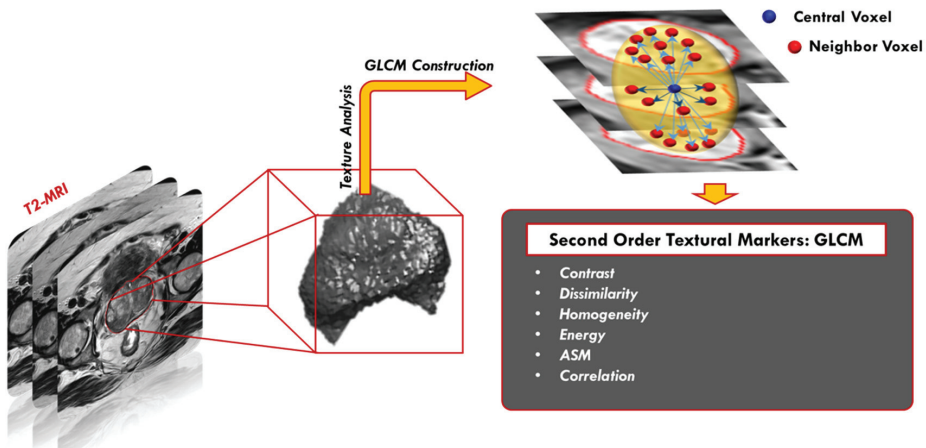 T2-MRI
Texture Analysis
GLCM Construction
Central Voxel
Neighbor Voxel
Second Order Textural Markers: GLCM
• Contrast
• Dissimilarity
• Homogeneity
• Energy
• ASM
• Correlation